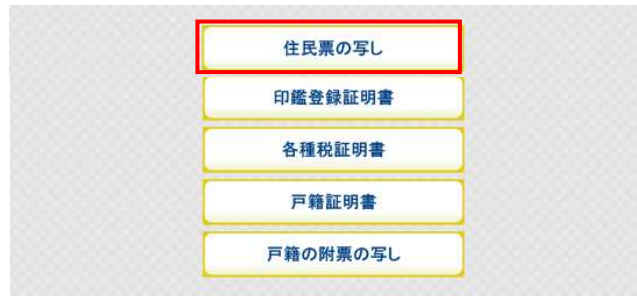 住民票の写し
印鑑登録証明書
各種税証明書
戸籍証明書
戸籍の附票の写し